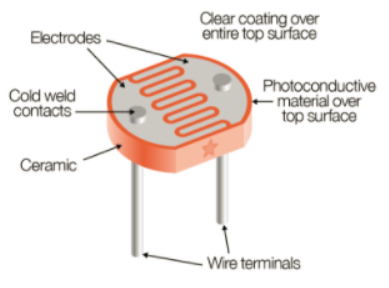 Clear coating over
entire top surface
Electrodes
Photoconductive
material over
top surface
Cold weld
contacts
Ceramic
Wire terminals